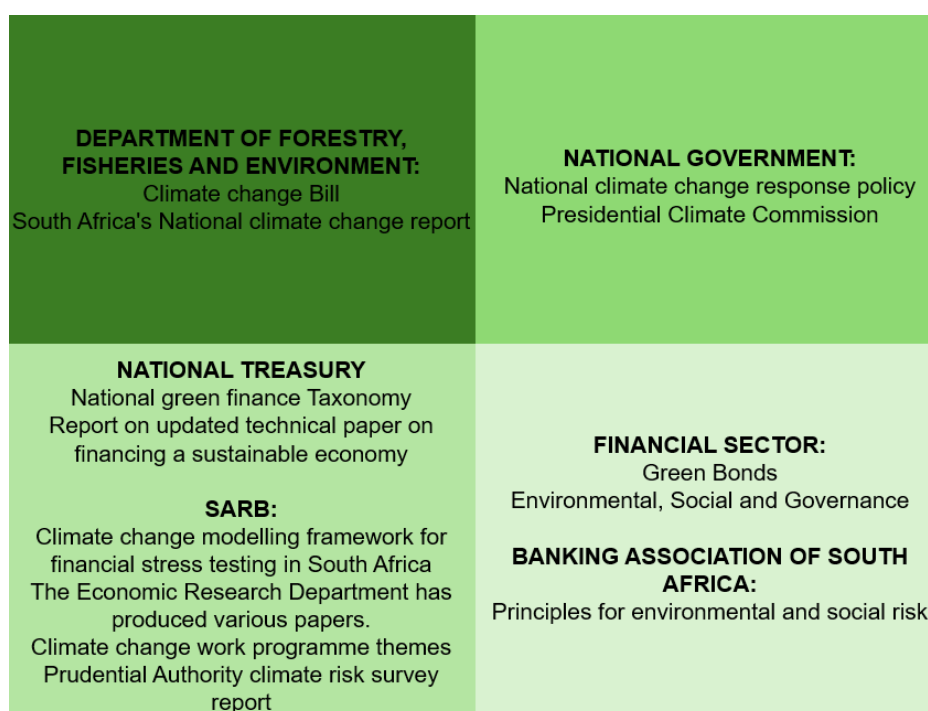 DEPARTMENT OF FORESTRY,
FISHERIES AND ENVIRONMENT:
Climate change Bill
South Africa's National climate change report
NATIONAL GOVERNMENT:
National climate change response policy
Presidential Climate Commission
NATIONAL TREASURY
National green finance Taxonomy
Report on updated technical paper on
financing a sustainable economy
SARB:
Climate change modelling framework for
financial stress testing in South Africa
The Economic Research Department has
produced various papers.
Climate change work programme themes
Prudential Authority climate risk survey
report
FINANCIAL SECTOR:
Green Bonds
Environmental, Social and Governance
BANKING ASSOCIATION OF SOUTH
AFRICA:
Principles for environmental and social risk